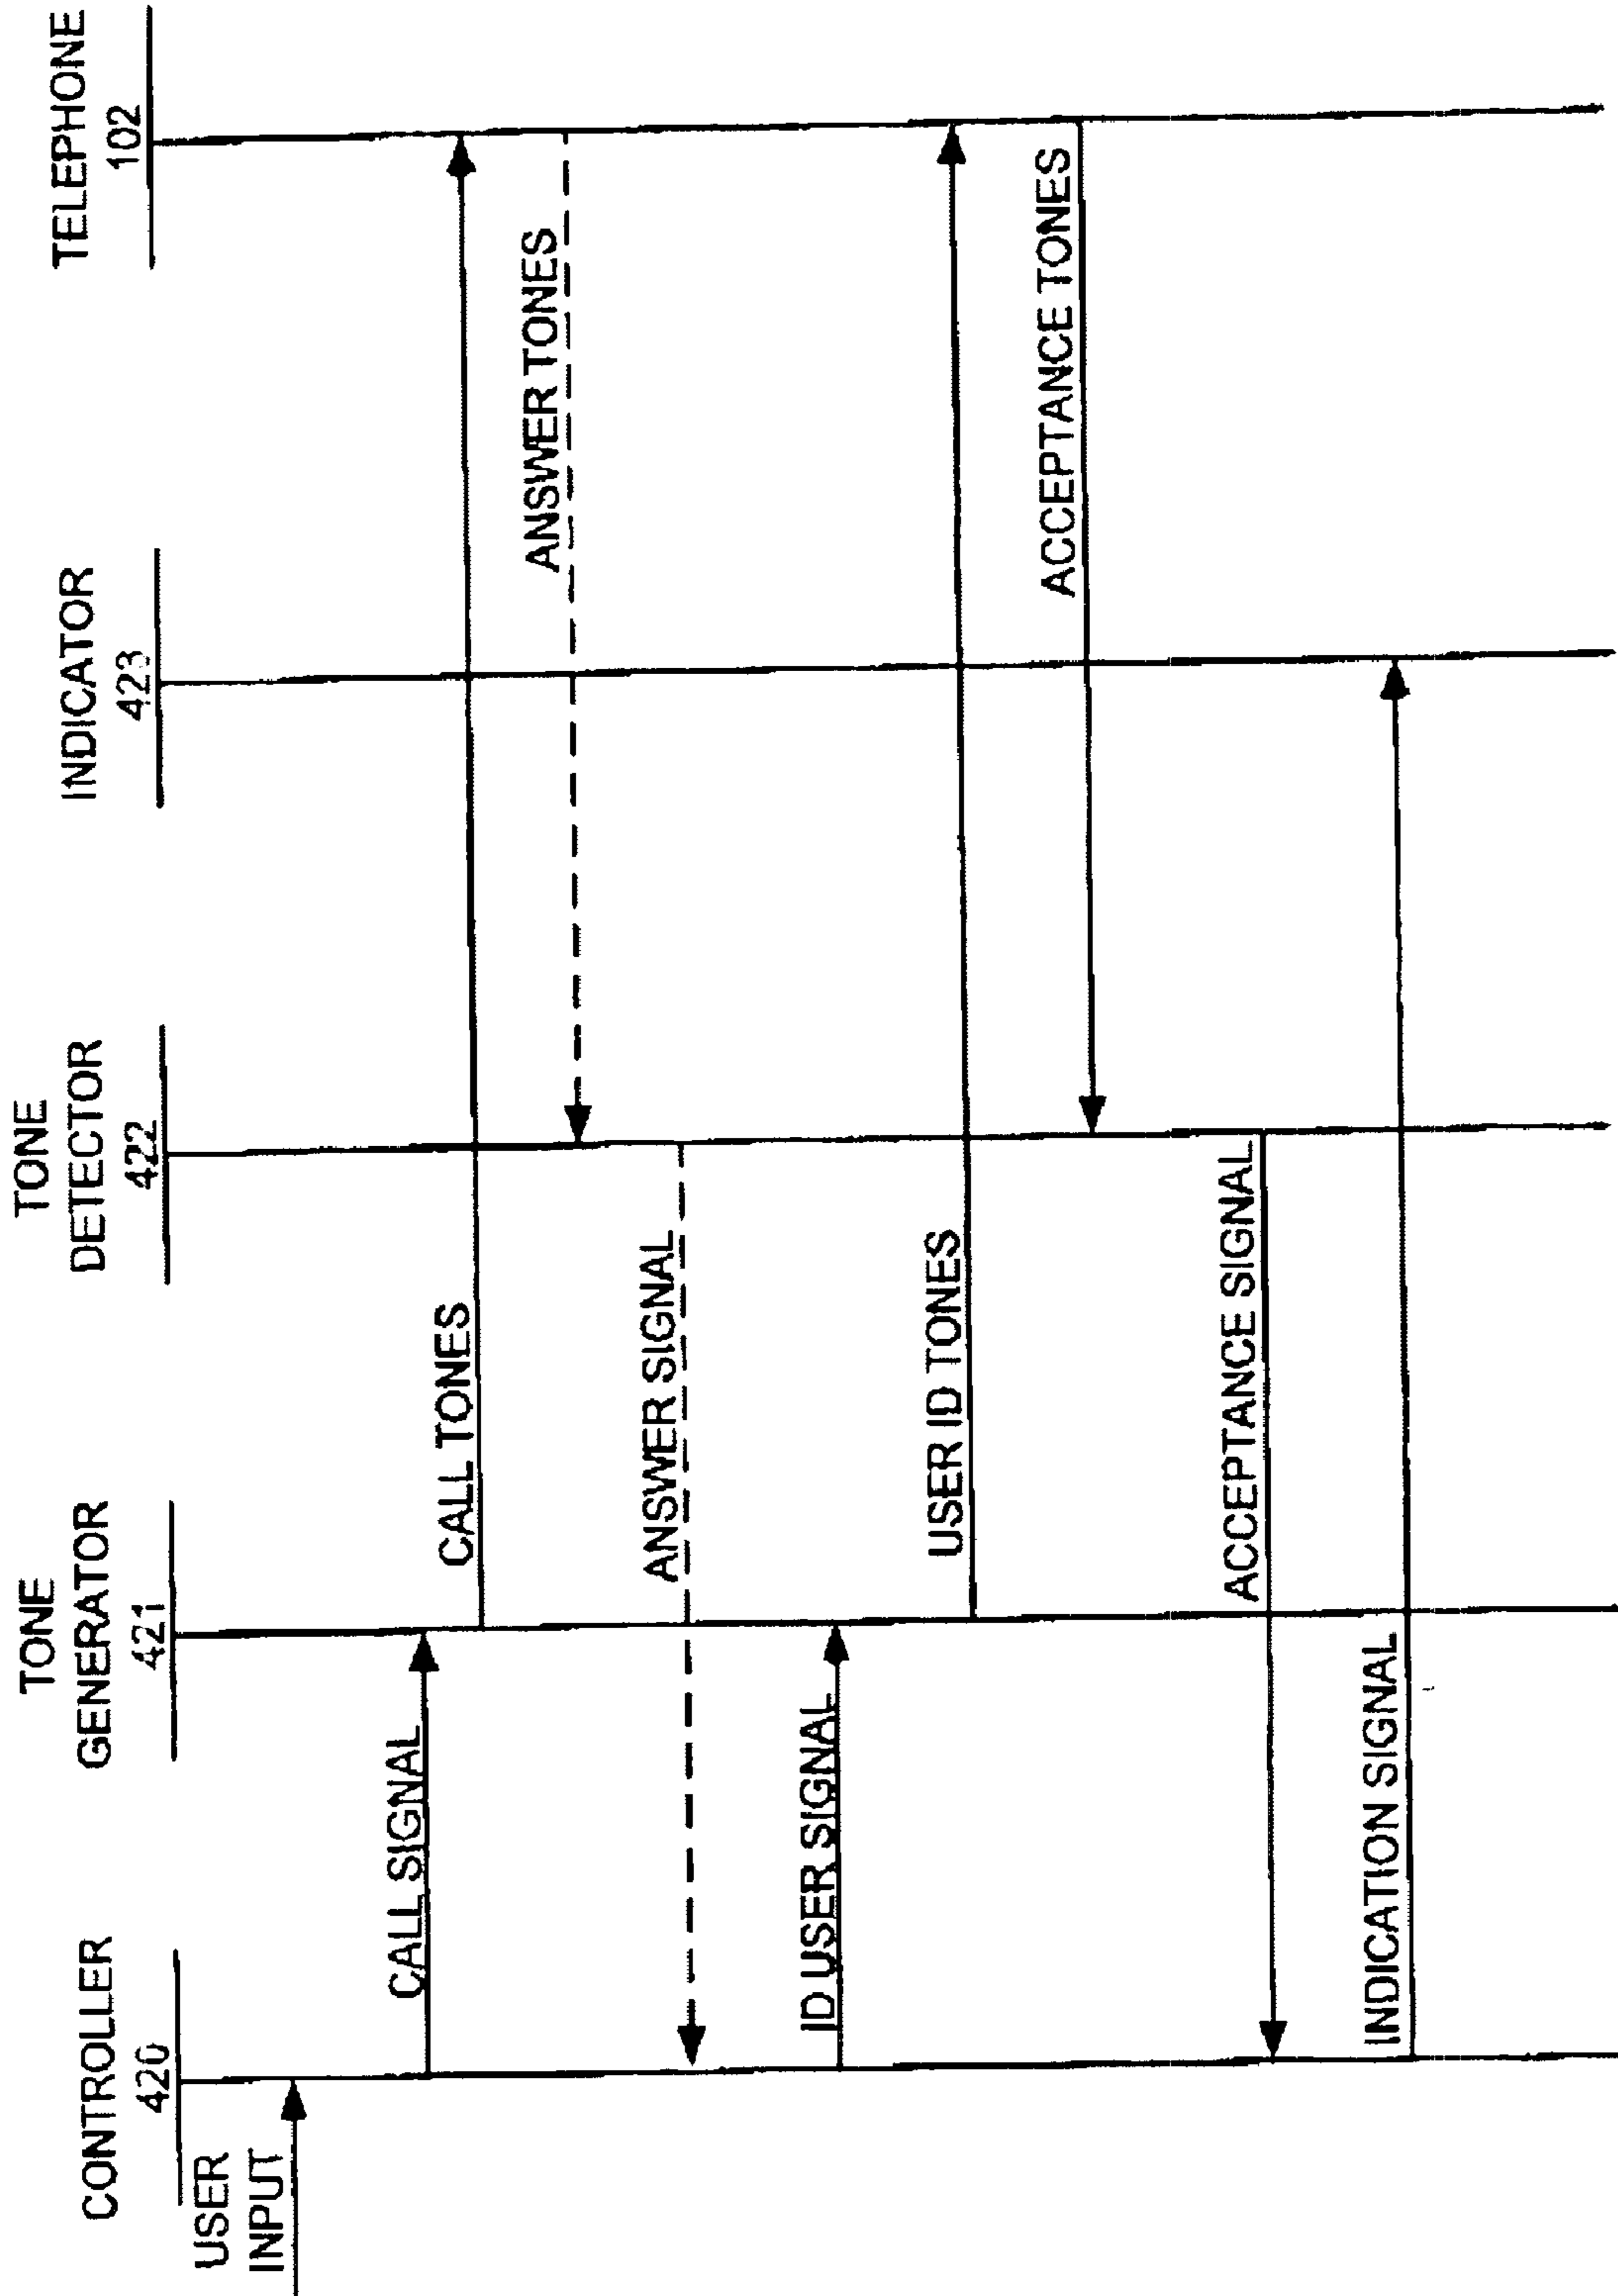 CONTROLLER
420
TONE
GENERATOR
421
TONE
DETECTOR
422
INDICATOR
423
TELEPHONE
102
USER
INPUT
CALL SIGNAL
CALL TONES
ANSWER TONES
ANSWER SIGNAL
ID USER SIGNAL
USER ID TONES
ACCEPTANCE TONES
ACCEPTANCE SIGNAL
INDICATION SIGNAL